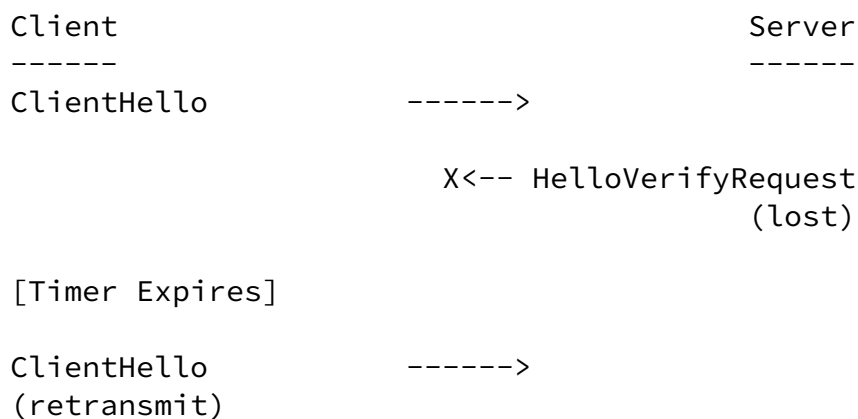 Client                                   Server
------                                   ------
ClientHello           ------>
X<-- HelloVerifyRequest
(lost)
[Timer Expires]
ClientHello           ------>
(retransmit)